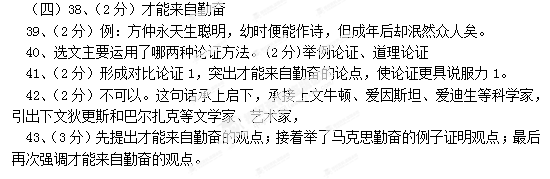 （四）38、（2分）才能来自勤奋
39、（2分）例：方仲永天生聪明，幼时便能作诗，但成年后却泯然众人矣。
40、选文主要运用了哪两种论证方法。(2分)举例论证、道理论证
41、（2分）形成对比论证1，突出才能来自勤奋的论点，使论证更具说服力1。
42、（2分）不可以。这句话承上启下，承接上文牛顿、爱因斯坦、爱迪生等科学家，
引出下文狄更斯和巴尔扎克等文学家、艺术家，
43、（3分）先提出才能来自勤奋的观点；接着举了马克思勤奋的例子证明观点；最后
再次强调才能来自勤奋的观点。